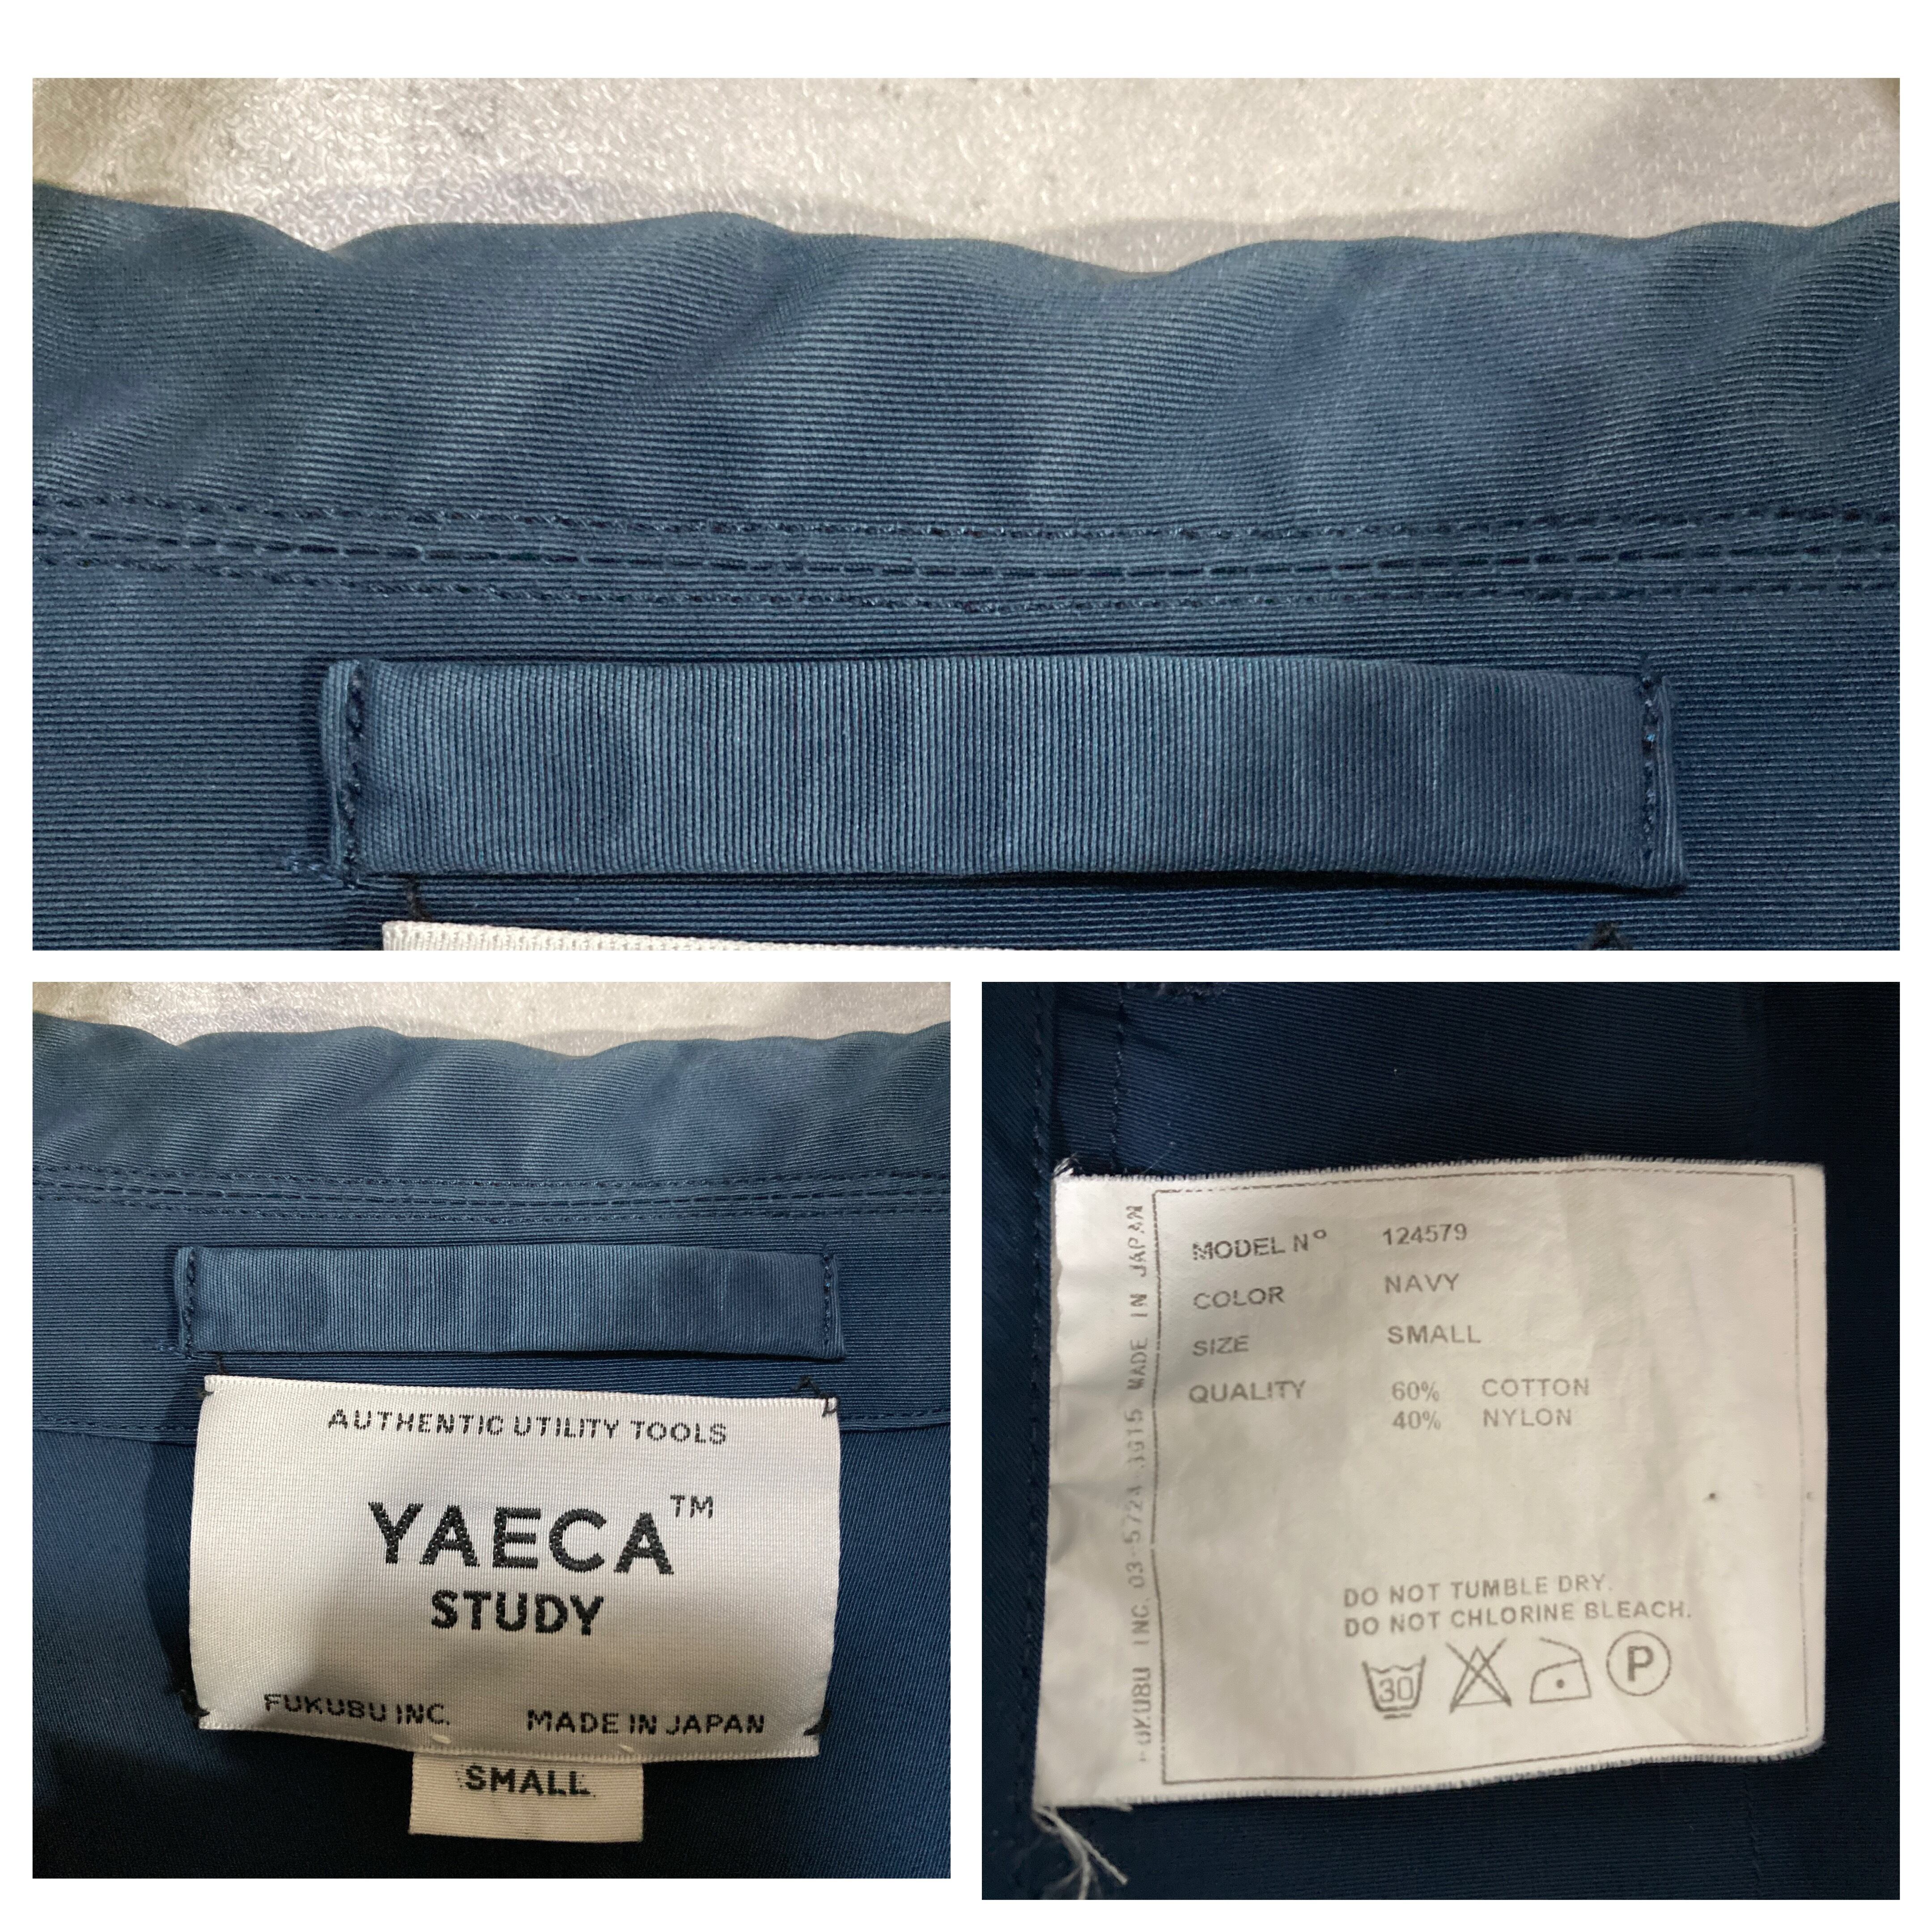 AUTHENTIC UTILITY TOOLS
YAECA™
STUDY
FUKUBU INC. MADE IN JAPAN
SMALL
FUKUBU INC. 03-5724-3615 MADE IN JAPAN
MODEL Nº 124579
COLOR NAVY
SIZE SMALL
QUALITY 60% COTTON
40% NYLON
DO NOT TUMBLE DRY.
DO NOT CHLORINE BLEACH.
30 P